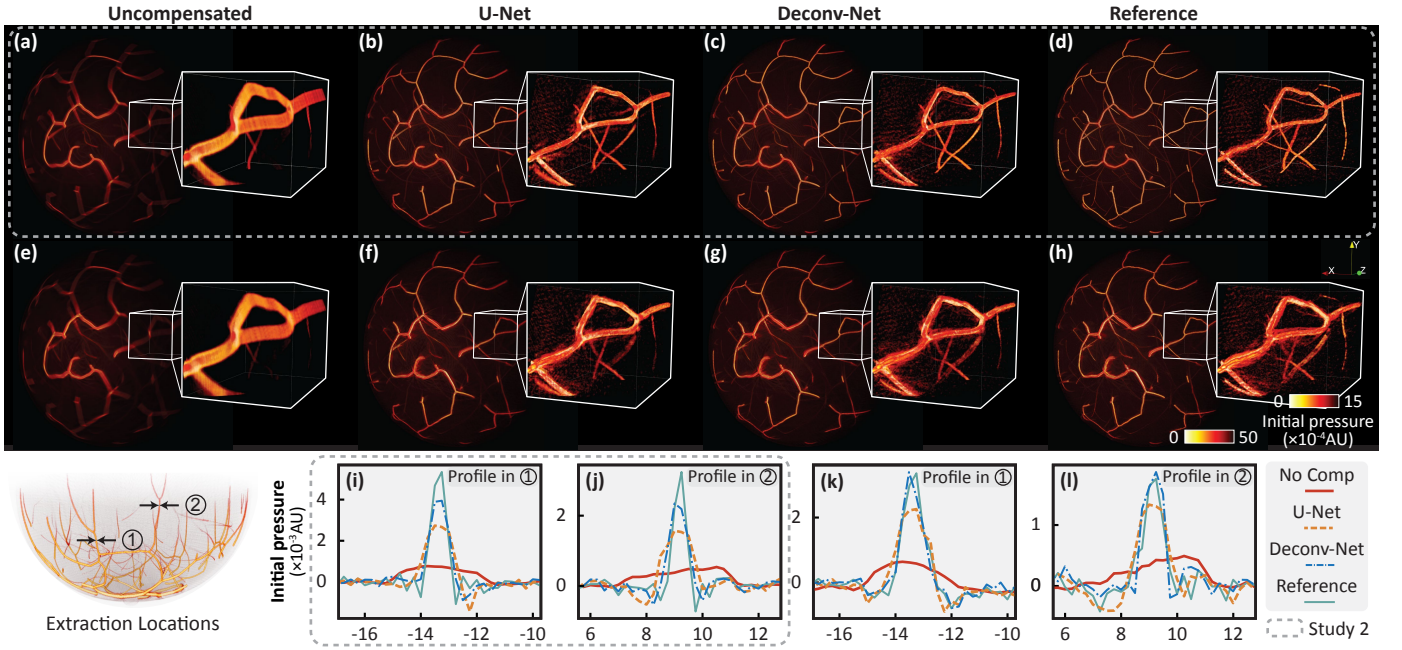 Uncompensated U-Net Deconv-Net Reference
(a) (b) (c) (d)
(e) (f) (g) (h)
Y
X Z
0 15
Initial pressure
(×10⁻⁴AU)
0 50
① ②
Extraction Locations
Initial pressure
(×10⁻³AU)
(i) Profile in ①
4
2
0
-16 -14 -12 -10
(j) Profile in ②
2
0
6 8 10 12
(k) Profile in ①
2
0
-16 -14 -12 -10
(l) Profile in ②
1
0
6 8 10 12
No Comp
U-Net
Deconv-Net
Reference
Study 2